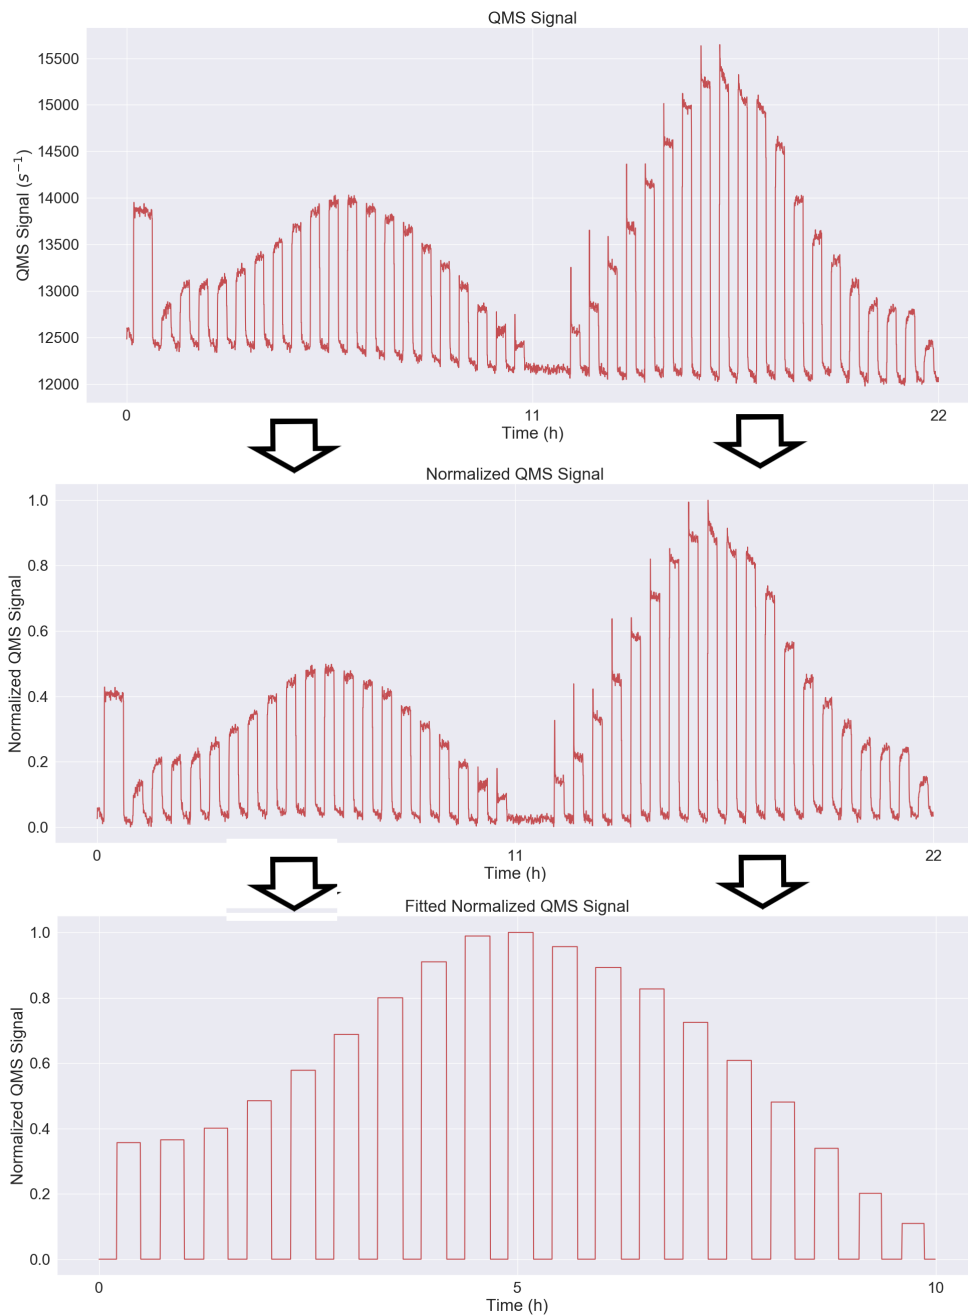 QMS Signal
QMS Signal (s⁻¹)
15500
15000
14500
14000
13500
13000
12500
12000
0 11 22
Time (h)
Normalized QMS Signal
Normalized QMS Signal
1.0
0.8
0.6
0.4
0.2
0.0
0 11 22
Time (h)
Fitted Normalized QMS Signal
Normalized QMS Signal
1.0
0.8
0.6
0.4
0.2
0.0
0 5 10
Time (h)